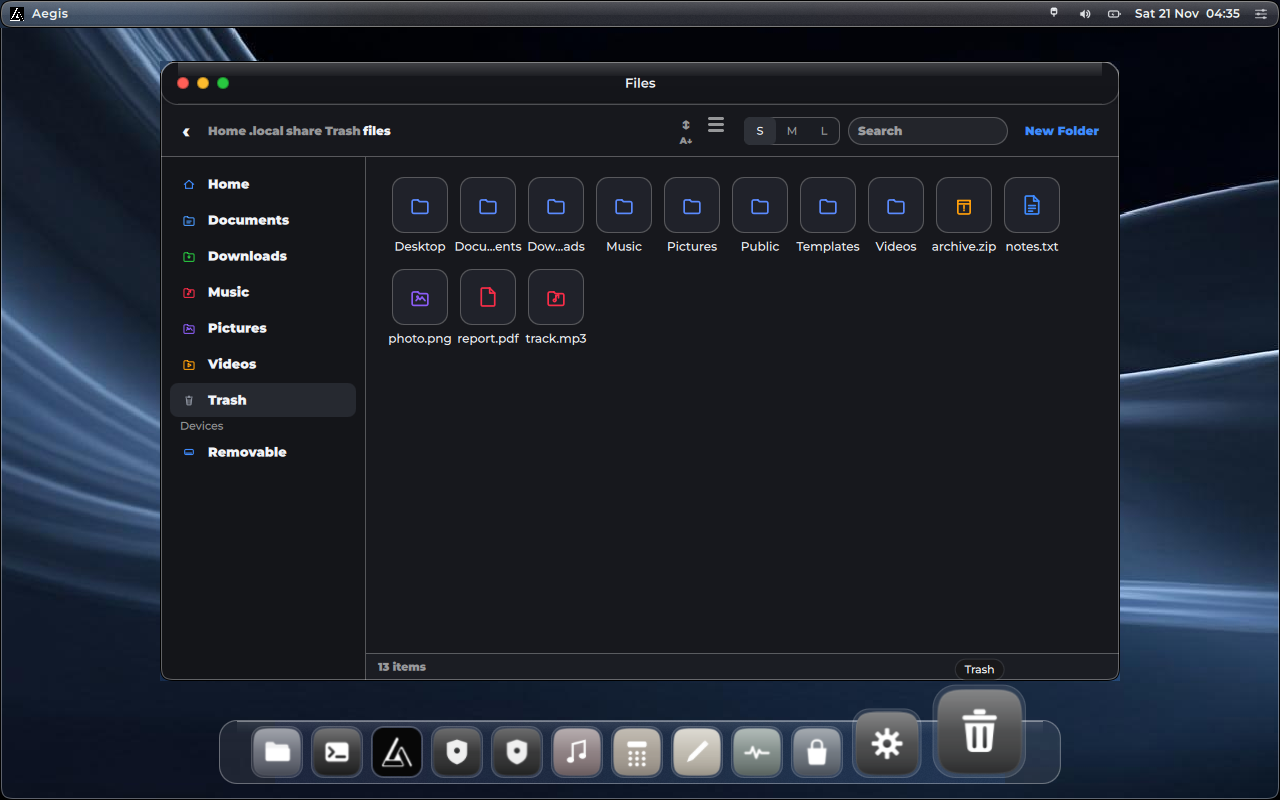 Aegis
Sat 21 Nov 04:35
Files
Home .local share Trash files
A
S M L
Search
New Folder
Home
Documents
Downloads
Music
Pictures
Videos
Trash
Devices
Removable
Desktop Docu...ents Dow...ads Music Pictures Public Templates Videos archive.zip notes.txt
photo.png report.pdf track.mp3
13 items
Trash